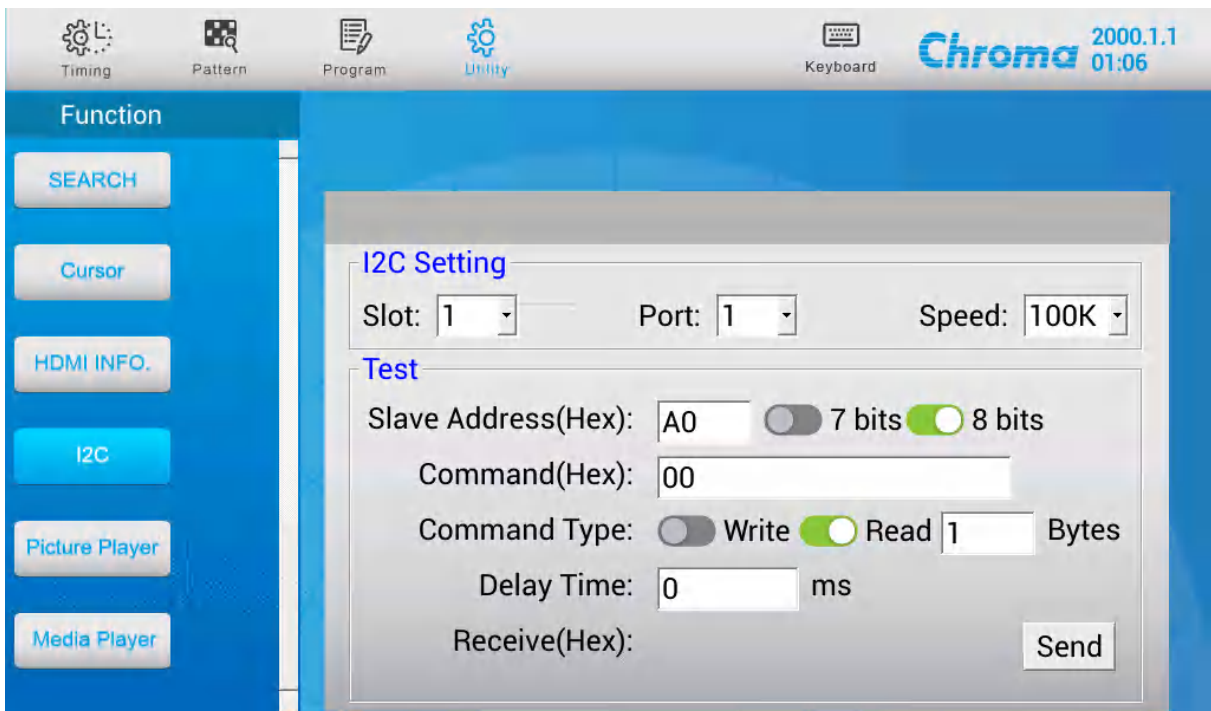 Timing Pattern Program Utility Keyboard Chroma 2000.1.1
01:06
Function
SEARCH
Cursor
HDMI INFO.
I2C
Picture Player
Media Player
I2C Setting
Slot: 1 Port: 1 Speed: 100K
Test
Slave Address(Hex): A0 7 bits 8 bits
Command(Hex): 00
Command Type: Write Read 1 Bytes
Delay Time: 0 ms
Receive(Hex): Send